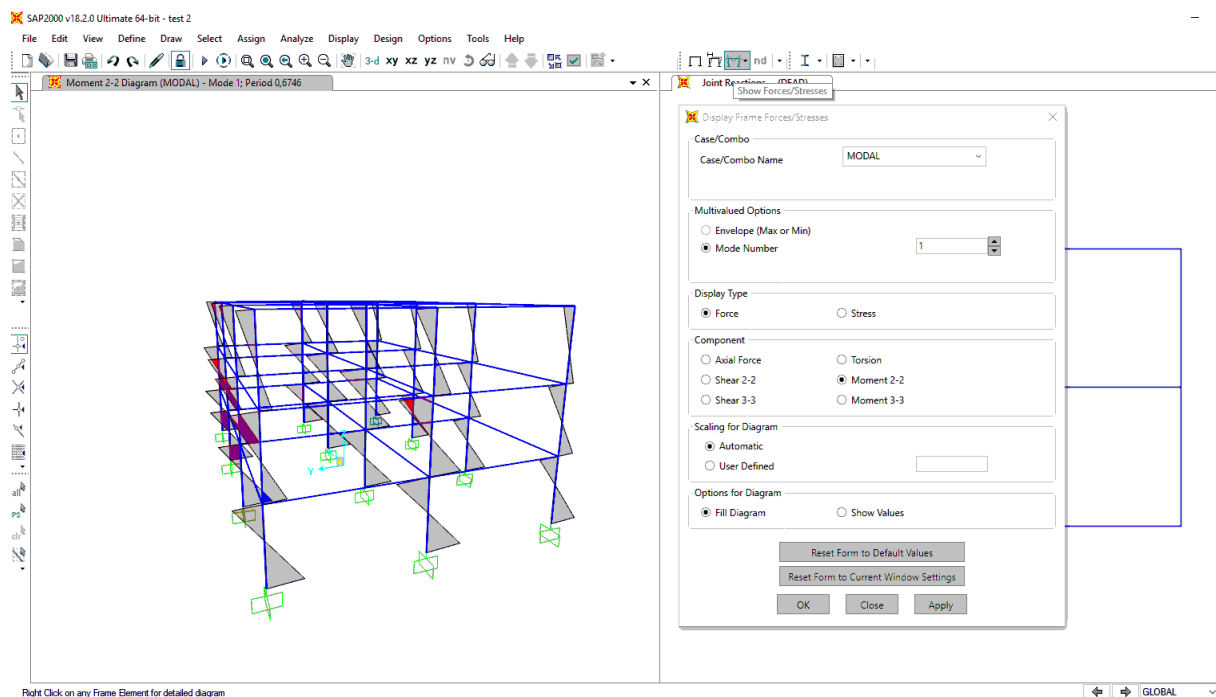 SAP2000 v18.2.0 Ultimate 64-bit - test 2
File Edit View Define Draw Select Assign Analyze Display Design Options Tools Help
3-d xy xz yz nv
nd
Moment 2-2 Diagram (MODAL) - Mode 1; Period 0,6746
Joint Reactions (DEAD)
Show Forces/Stresses
Display Frame Forces/Stresses
Case/Combo
Case/Combo Name MODAL
Multivalued Options
Envelope (Max or Min)
Mode Number 1
Display Type
Force Stress
Component
Axial Force Torsion
Shear 2-2 Moment 2-2
Shear 3-3 Moment 3-3
Scaling for Diagram
Automatic
User Defined
Options for Diagram
Fill Diagram Show Values
Reset Form to Default Values
Reset Form to Current Window Settings
OK Close Apply
Y
all
PS
clr
Right Click on any Frame Element for detailed diagram
GLOBAL